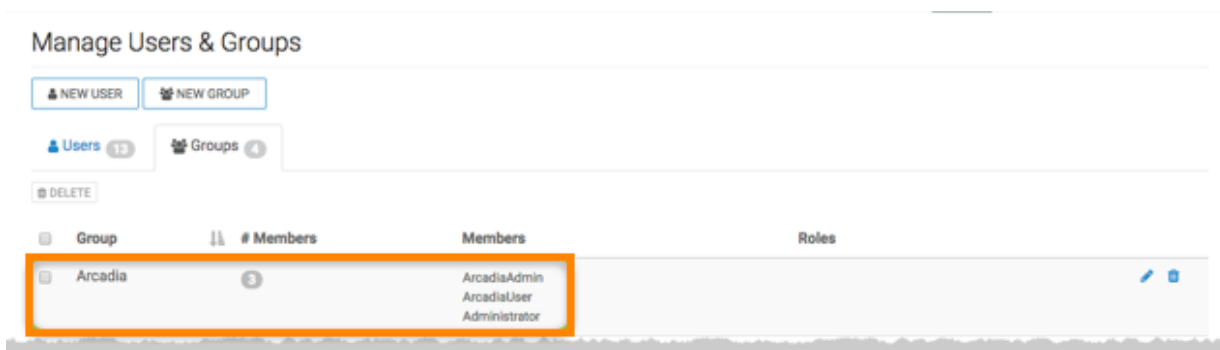 Manage Users & Groups
NEW USER NEW GROUP
Users 13 Groups 4
DELETE
Group # Members Members Roles
Arcadia 3 ArcadiaAdmin
ArcadiaUser
Administrator